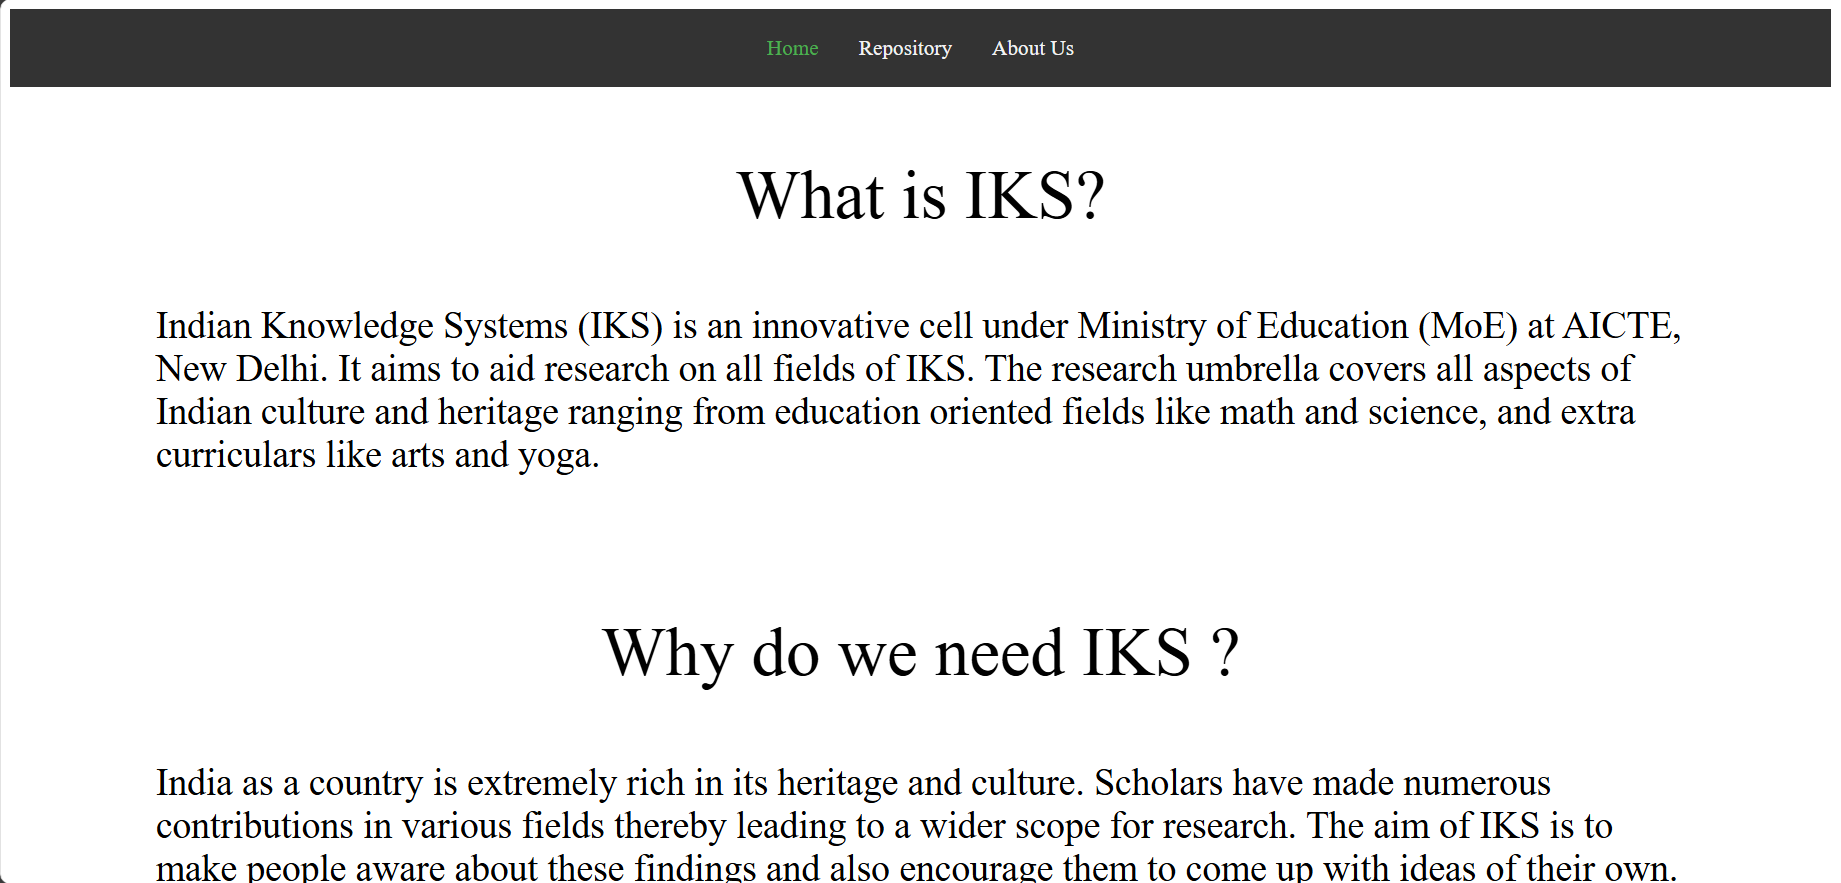 Home Repository About Us
What is IKS?
Indian Knowledge Systems (IKS) is an innovative cell under Ministry of Education (MoE) at AICTE,
New Delhi. It aims to aid research on all fields of IKS. The research umbrella covers all aspects of
Indian culture and heritage ranging from education oriented fields like math and science, and extra
curriculars like arts and yoga.
Why do we need IKS ?
India as a country is extremely rich in its heritage and culture. Scholars have made numerous
contributions in various fields thereby leading to a wider scope for research. The aim of IKS is to
make people aware about these findings and also encourage them to come up with ideas of their own.